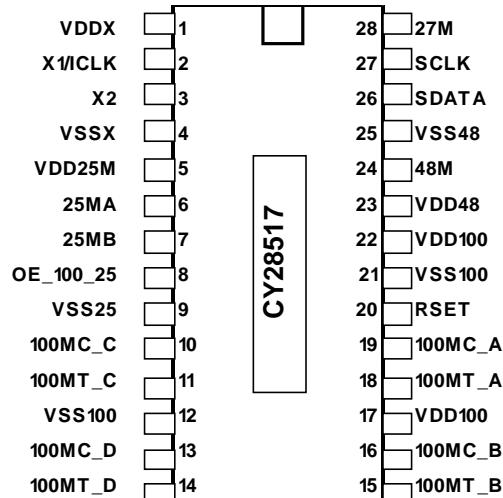 VDDX 1 28 27M
X1/ICLK 2 27 SCLK
X2 3 26 SDATA
VSSX 4 25 VSS48
VDD25M 5 24 48M
25MA 6 23 VDD48
25MB 7 22 VDD100
OE_100_25 8 21 VSS100
VSS25 9 20 RSET
100MC_C 10 19 100MC_A
100MT_C 11 18 100MT_A
VSS100 12 17 VDD100
100MC_D 13 16 100MC_B
100MT_D 14 15 100MT_B
CY28517